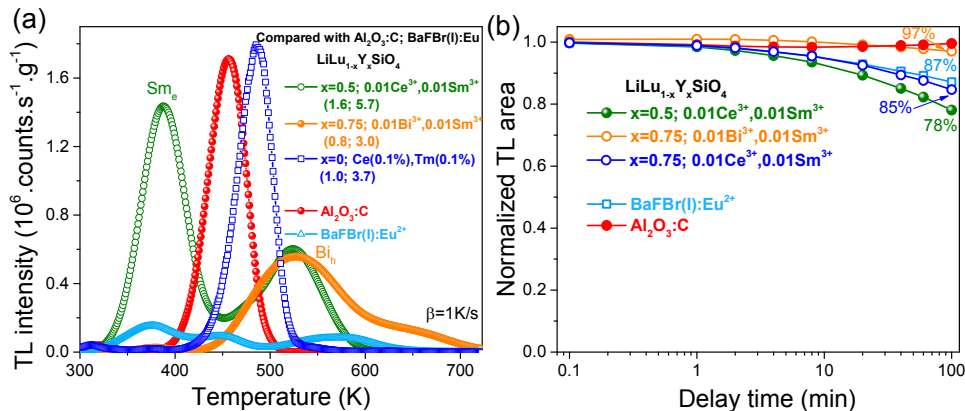 (a)
Compared with Al₂O₃:C; BaFBr(I):Eu
LiLu₁₋ₓYₓSiO₄
x=0.5; 0.01Ce³⁺,0.01Sm³⁺
(1.6; 5.7)
x=0.75; 0.01Bi³⁺,0.01Sm³⁺
(0.8; 3.0)
x=0; Ce(0.1%),Tm(0.1%)
(1.0; 3.7)
Al₂O₃:C
BaFBr(I):Eu²⁺
Smₑ
Biₕ
β=1K/s
TL intensity (10⁶.counts.s⁻¹.g⁻¹)
1.6
1.2
0.8
0.4
0.0
300 400 500 600 700
Temperature (K)
(b)
97%
87%
85%
78%
LiLu₁₋ₓYₓSiO₄
x=0.5; 0.01Ce³⁺,0.01Sm³⁺
x=0.75; 0.01Bi³⁺,0.01Sm³⁺
x=0.75; 0.01Ce³⁺,0.01Sm³⁺
BaFBr(I):Eu²⁺
Al₂O₃:C
Normalized TL area
1.0
0.8
0.6
0.4
0.2
0.0
0.1 1 10 100
Delay time (min)